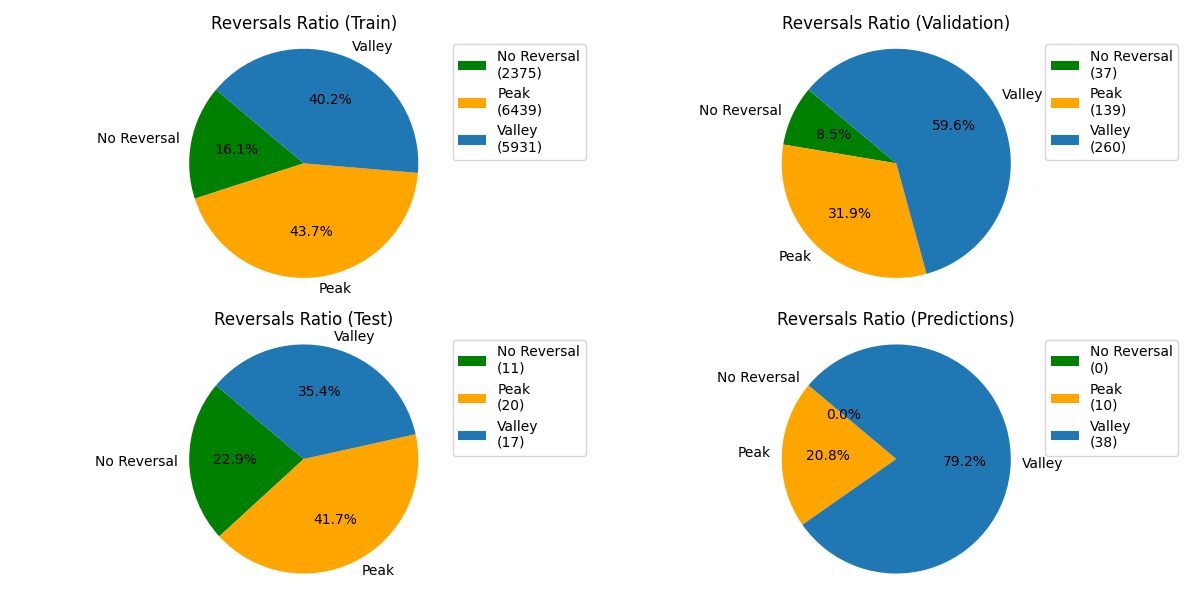 Reversals Ratio (Train)
Valley
40.2%
No Reversal
16.1%
43.7%
Peak
No Reversal
(2375)
Peak
(6439)
Valley
(5931)
Reversals Ratio (Validation)
Valley
59.6%
No Reversal
8.5%
31.9%
Peak
No Reversal
(37)
Peak
(139)
Valley
(260)
Reversals Ratio (Test)
Valley
35.4%
No Reversal
22.9%
41.7%
Peak
No Reversal
(11)
Peak
(20)
Valley
(17)
Reversals Ratio (Predictions)
No Reversal
0.0%
Peak
20.8%
79.2%
Valley
No Reversal
(0)
Peak
(10)
Valley
(38)